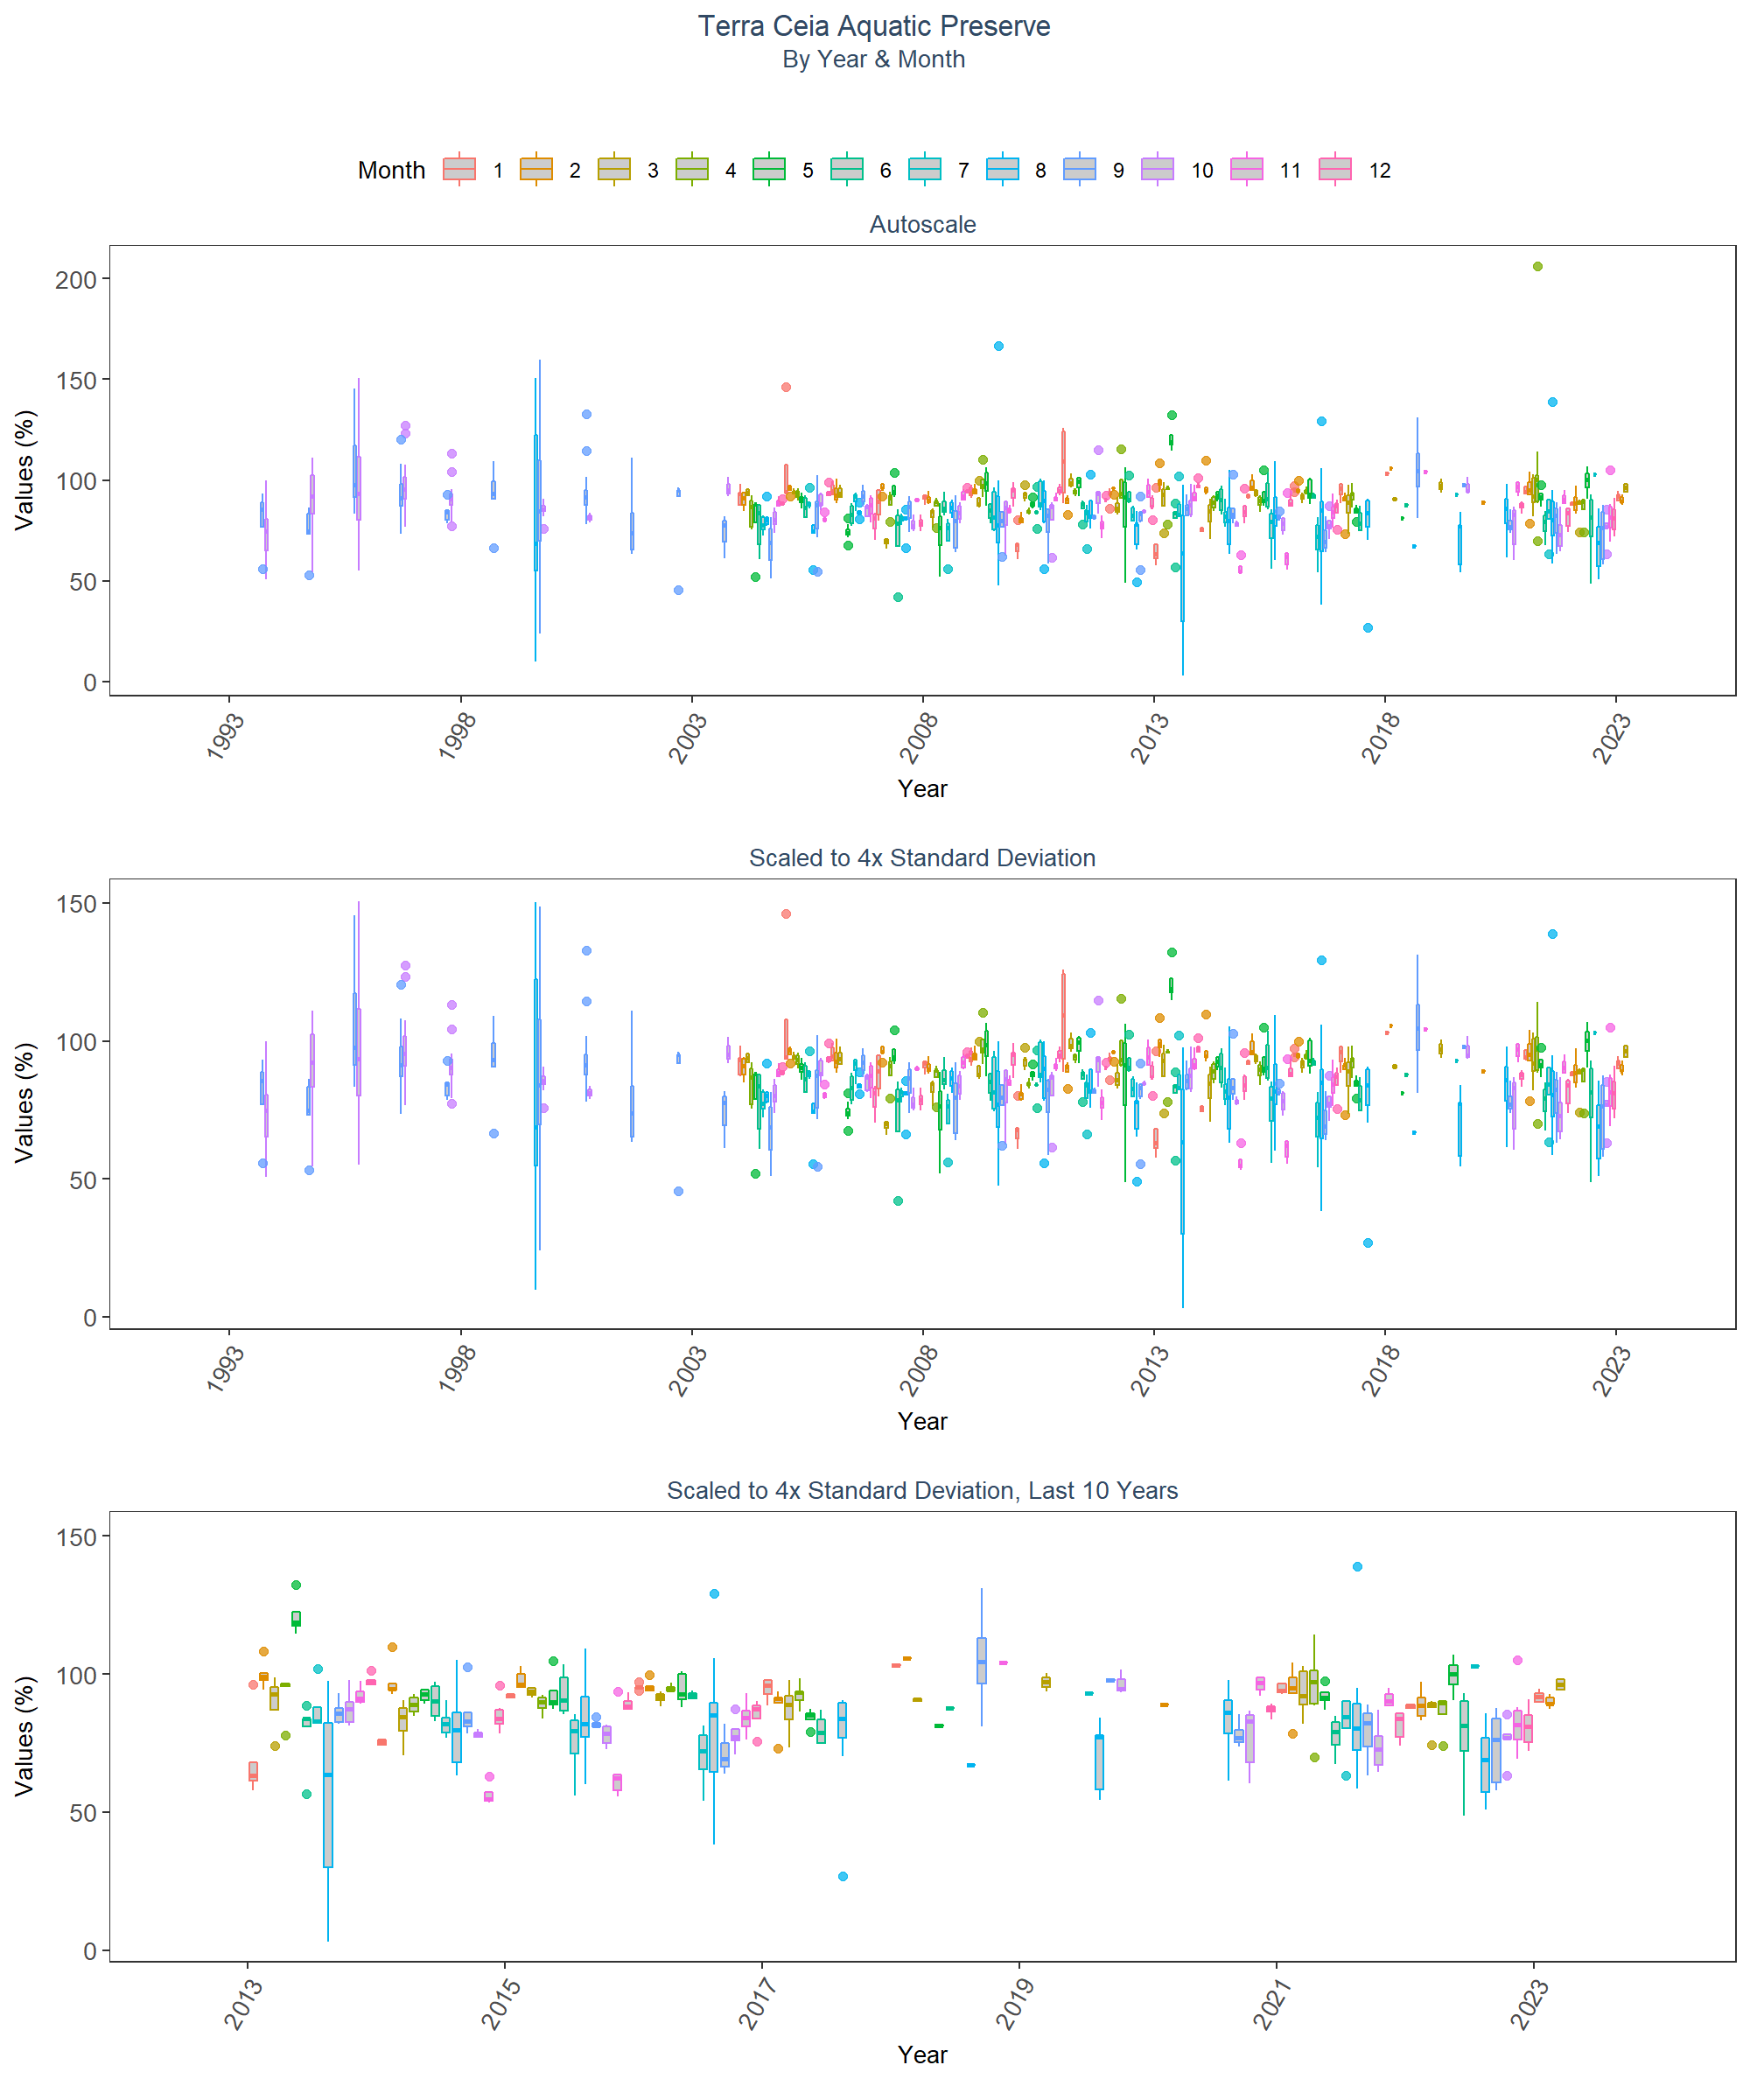 Terra Ceia Aquatic Preserve
By Year & Month
Month 1 2 3 4 5 6 7 8 9 10 11 12
Autoscale
200
150
100
50
0
Values (%)
1993 1998 2003 2008 2013 2018 2023
Year
Scaled to 4x Standard Deviation
150
100
50
0
Values (%)
1993 1998 2003 2008 2013 2018 2023
Year
Scaled to 4x Standard Deviation, Last 10 Years
150
100
50
0
Values (%)
2013 2015 2017 2019 2021 2023
Year